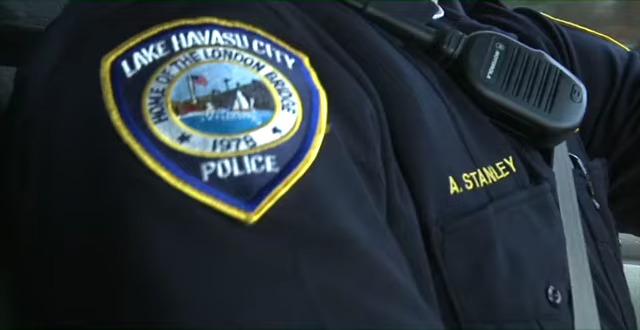 LAKE HAVASU CITY
HOME OF THE LONDON BRIDGE
1978
POLICE
A. STANLEY